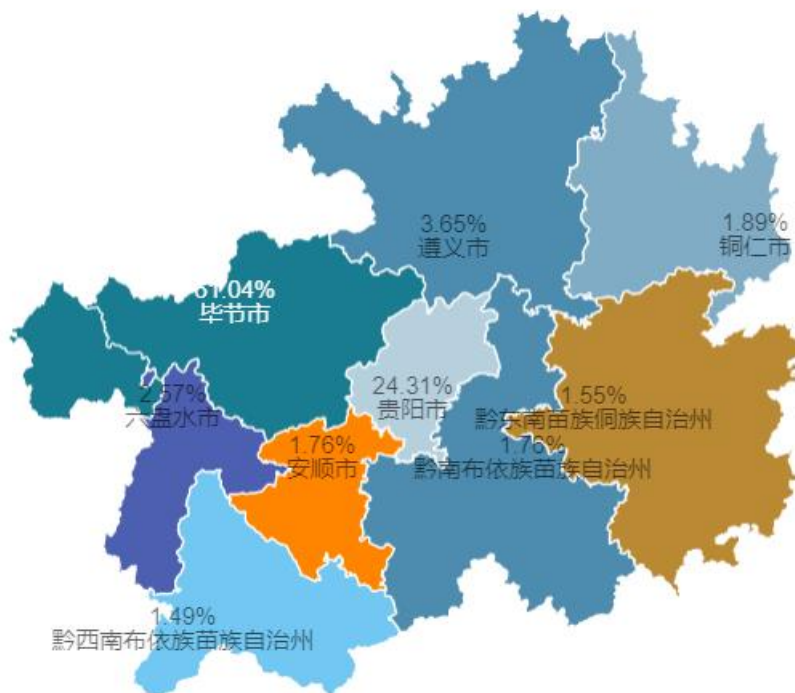 3.65%
遵义市
1.89%
铜仁市
61.04%
毕节市
2.57%
六盘水市
24.31%
贵阳市
1.55%
黔东南苗族侗族自治州
1.76%
安顺市
1.76%
黔南布依族苗族自治州
1.49%
黔西南布依族苗族自治州